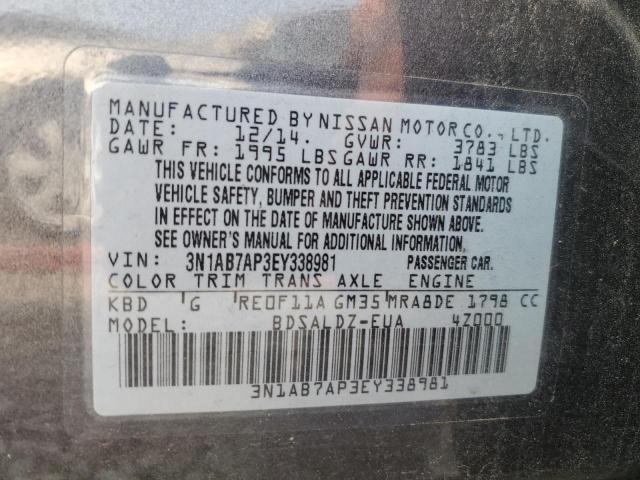 MANUFACTURED BY NISSAN MOTOR CO., LTD.
DATE: 12/14. GVWR: 3783 LBS
GAWR FR: 1995 LBS GAWR RR: 1841 LBS
THIS VEHICLE CONFORMS TO ALL APPLICABLE FEDERAL MOTOR
VEHICLE SAFETY, BUMPER AND THEFT PREVENTION STANDARDS
IN EFFECT ON THE DATE OF MANUFACTURE SHOWN ABOVE.
SEE OWNER'S MANUAL FOR ADDITIONAL INFORMATION.
VIN: 3N1AB7AP3EY338981 PASSENGER CAR.
COLOR TRIM TRANS AXLE ENGINE
KBD G RE0F11A GM35 MRA8DE 1798 CC
MODEL: BDSALDZ-EUA 4Z000
3N1AB7AP3EY338981